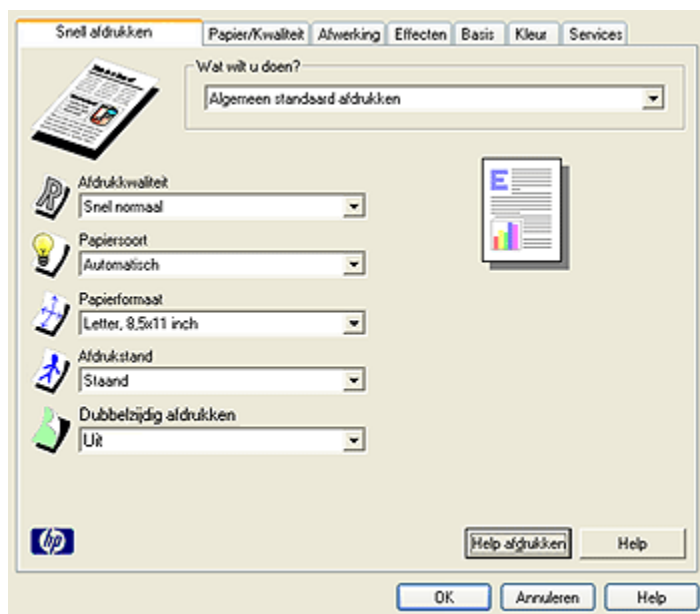 Snell afdrukken Papier/Kwaliteit Afwerking Effecten Basis Kleur Services
Wat wilt u doen?
Algemeen standaard afdrukken
Afdrukkwaliteit
Snel normaal
Papiersoort
Automatisch
Papierformaat
Letter, 8,5x11 inch
Afdrukstand
Staand
Dubbelzijdig afdrukken
Uit
E
hp
Help afdrukken Help
OK Annuleren Help